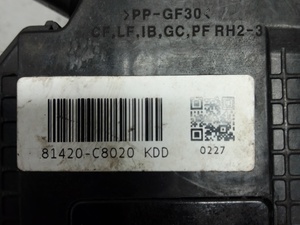 >PP-GF30<
CF,LF,IB,GC,PF RH2-3
81420-C8020 KDD
0227